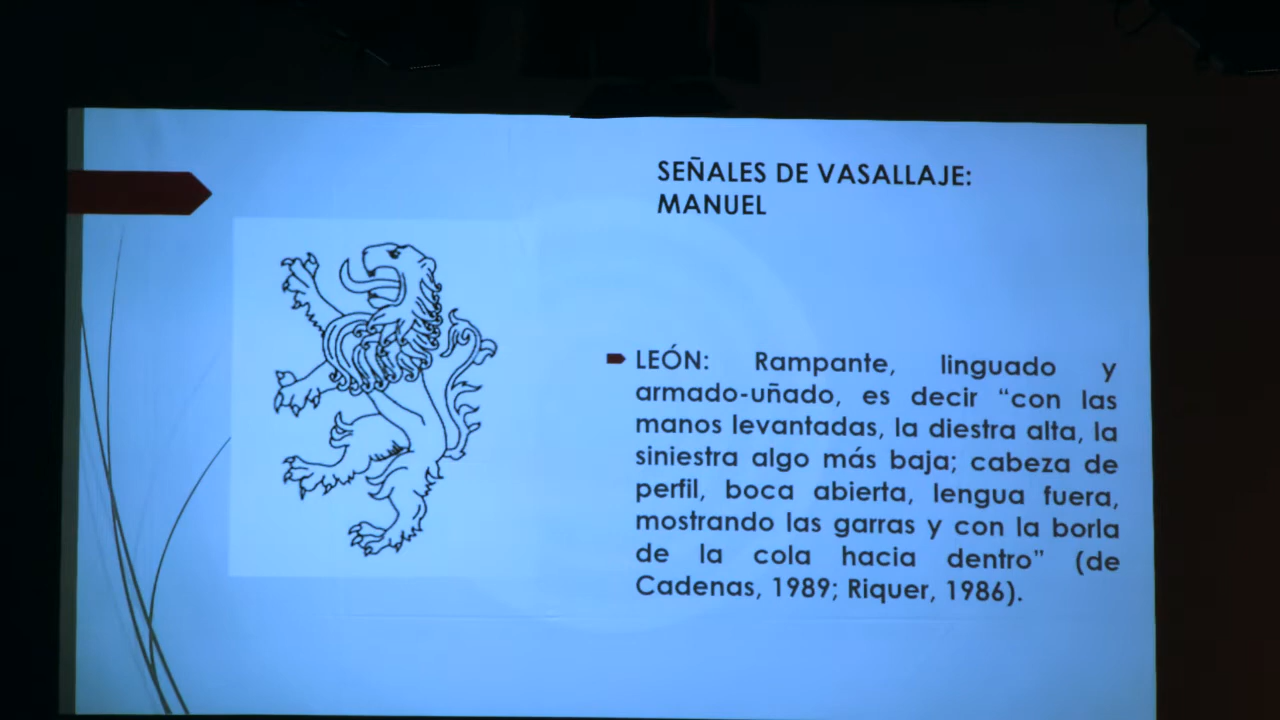 SEÑALES DE VASALLAJE:
MANUEL
LEÓN: Rampante, linguado y
armado-uñado, es decir “con las
manos levantadas, la diestra alta, la
siniestra algo más baja; cabeza de
perfil, boca abierta, lengua fuera,
mostrando las garras y con la borla
de la cola hacia dentro” (de
Cadenas, 1989; Riquer, 1986).